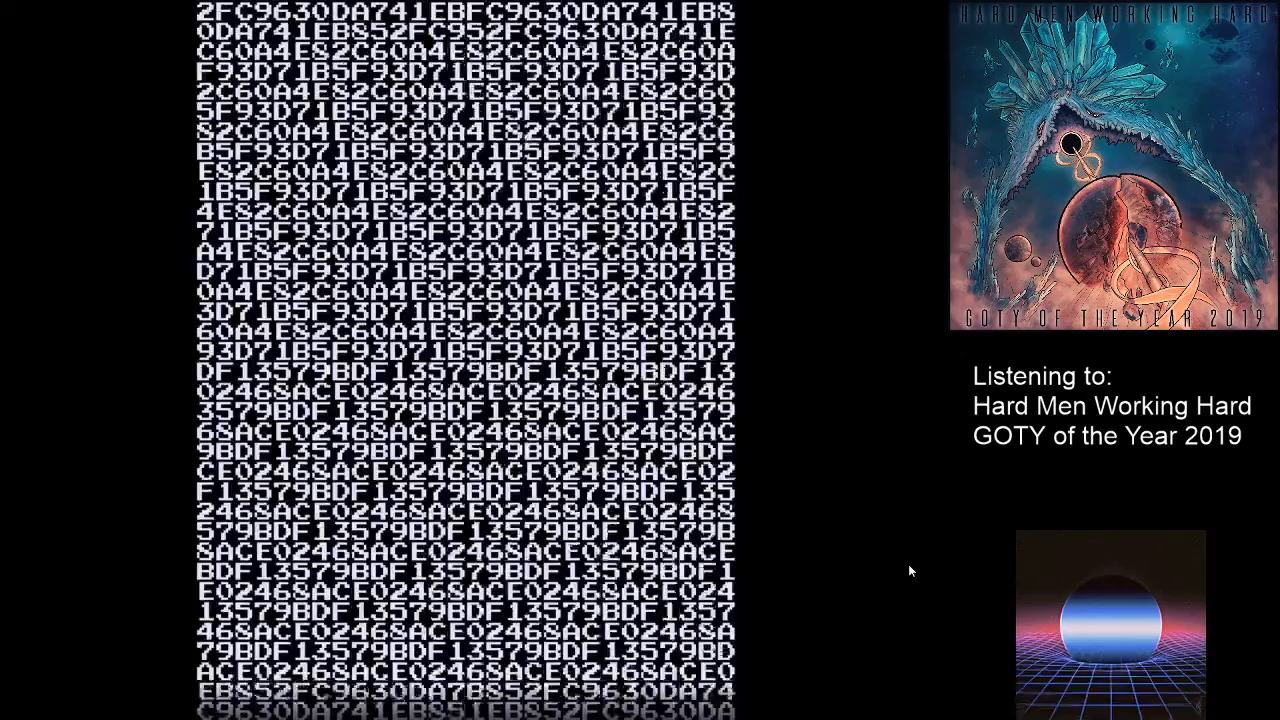 2FC9630DA741EBFC9630DA741EB8
0DA741EB852FC952FC9630DA741E
C60A4E82C60A4E82C60A4E82C60A
F93D71B5F93D71B5F93D71B5F93D
2C60A4E82C60A4E82C60A4E82C60
5F93D71B5F93D71B5F93D71B5F93
82C60A4E82C60A4E82C60A4E82C6
B5F93D71B5F93D71B5F93D71B5F9
E82C60A4E82C60A4E82C60A4E82C
1B5F93D71B5F93D71B5F93D71B5F
4E82C60A4E82C60A4E82C60A4E82
71B5F93D71B5F93D71B5F93D71B5
A4E82C60A4E82C60A4E82C60A4E8
D71B5F93D71B5F93D71B5F93D71B
0A4E82C60A4E82C60A4E82C60A4E
3D71B5F93D71B5F93D71B5F93D71
60A4E82C60A4E82C60A4E82C60A4
93D71B5F93D71B5F93D71B5F93D7
DF13579BDF13579BDF13579BDF13
02468ACE02468ACE02468ACE0246
3579BDF13579BDF13579BDF13579
68ACE02468ACE02468ACE02468AC
9BDF13579BDF13579BDF13579BDF
CE02468ACE02468ACE02468ACE02
F13579BDF13579BDF13579BDF135
2468ACE02468ACE02468ACE02468
579BDF13579BDF13579BDF13579B
8ACE02468ACE02468ACE02468ACE
BDF13579BDF13579BDF13579BDF1
E02468ACE02468ACE02468ACE024
13579BDF13579BDF13579BDF1357
468ACE02468ACE02468ACE02468A
79BDF13579BDF13579BDF13579BD
ACE02468ACE02468ACE02468ACE0
EB852FC9630DA7B852FC9630DA74
C9630DA741EB851EB852FC9630DA
HARD MEN WORKING HARD
GOTY OF THE YEAR 2019
Listening to:
Hard Men Working Hard
GOTY of the Year 2019